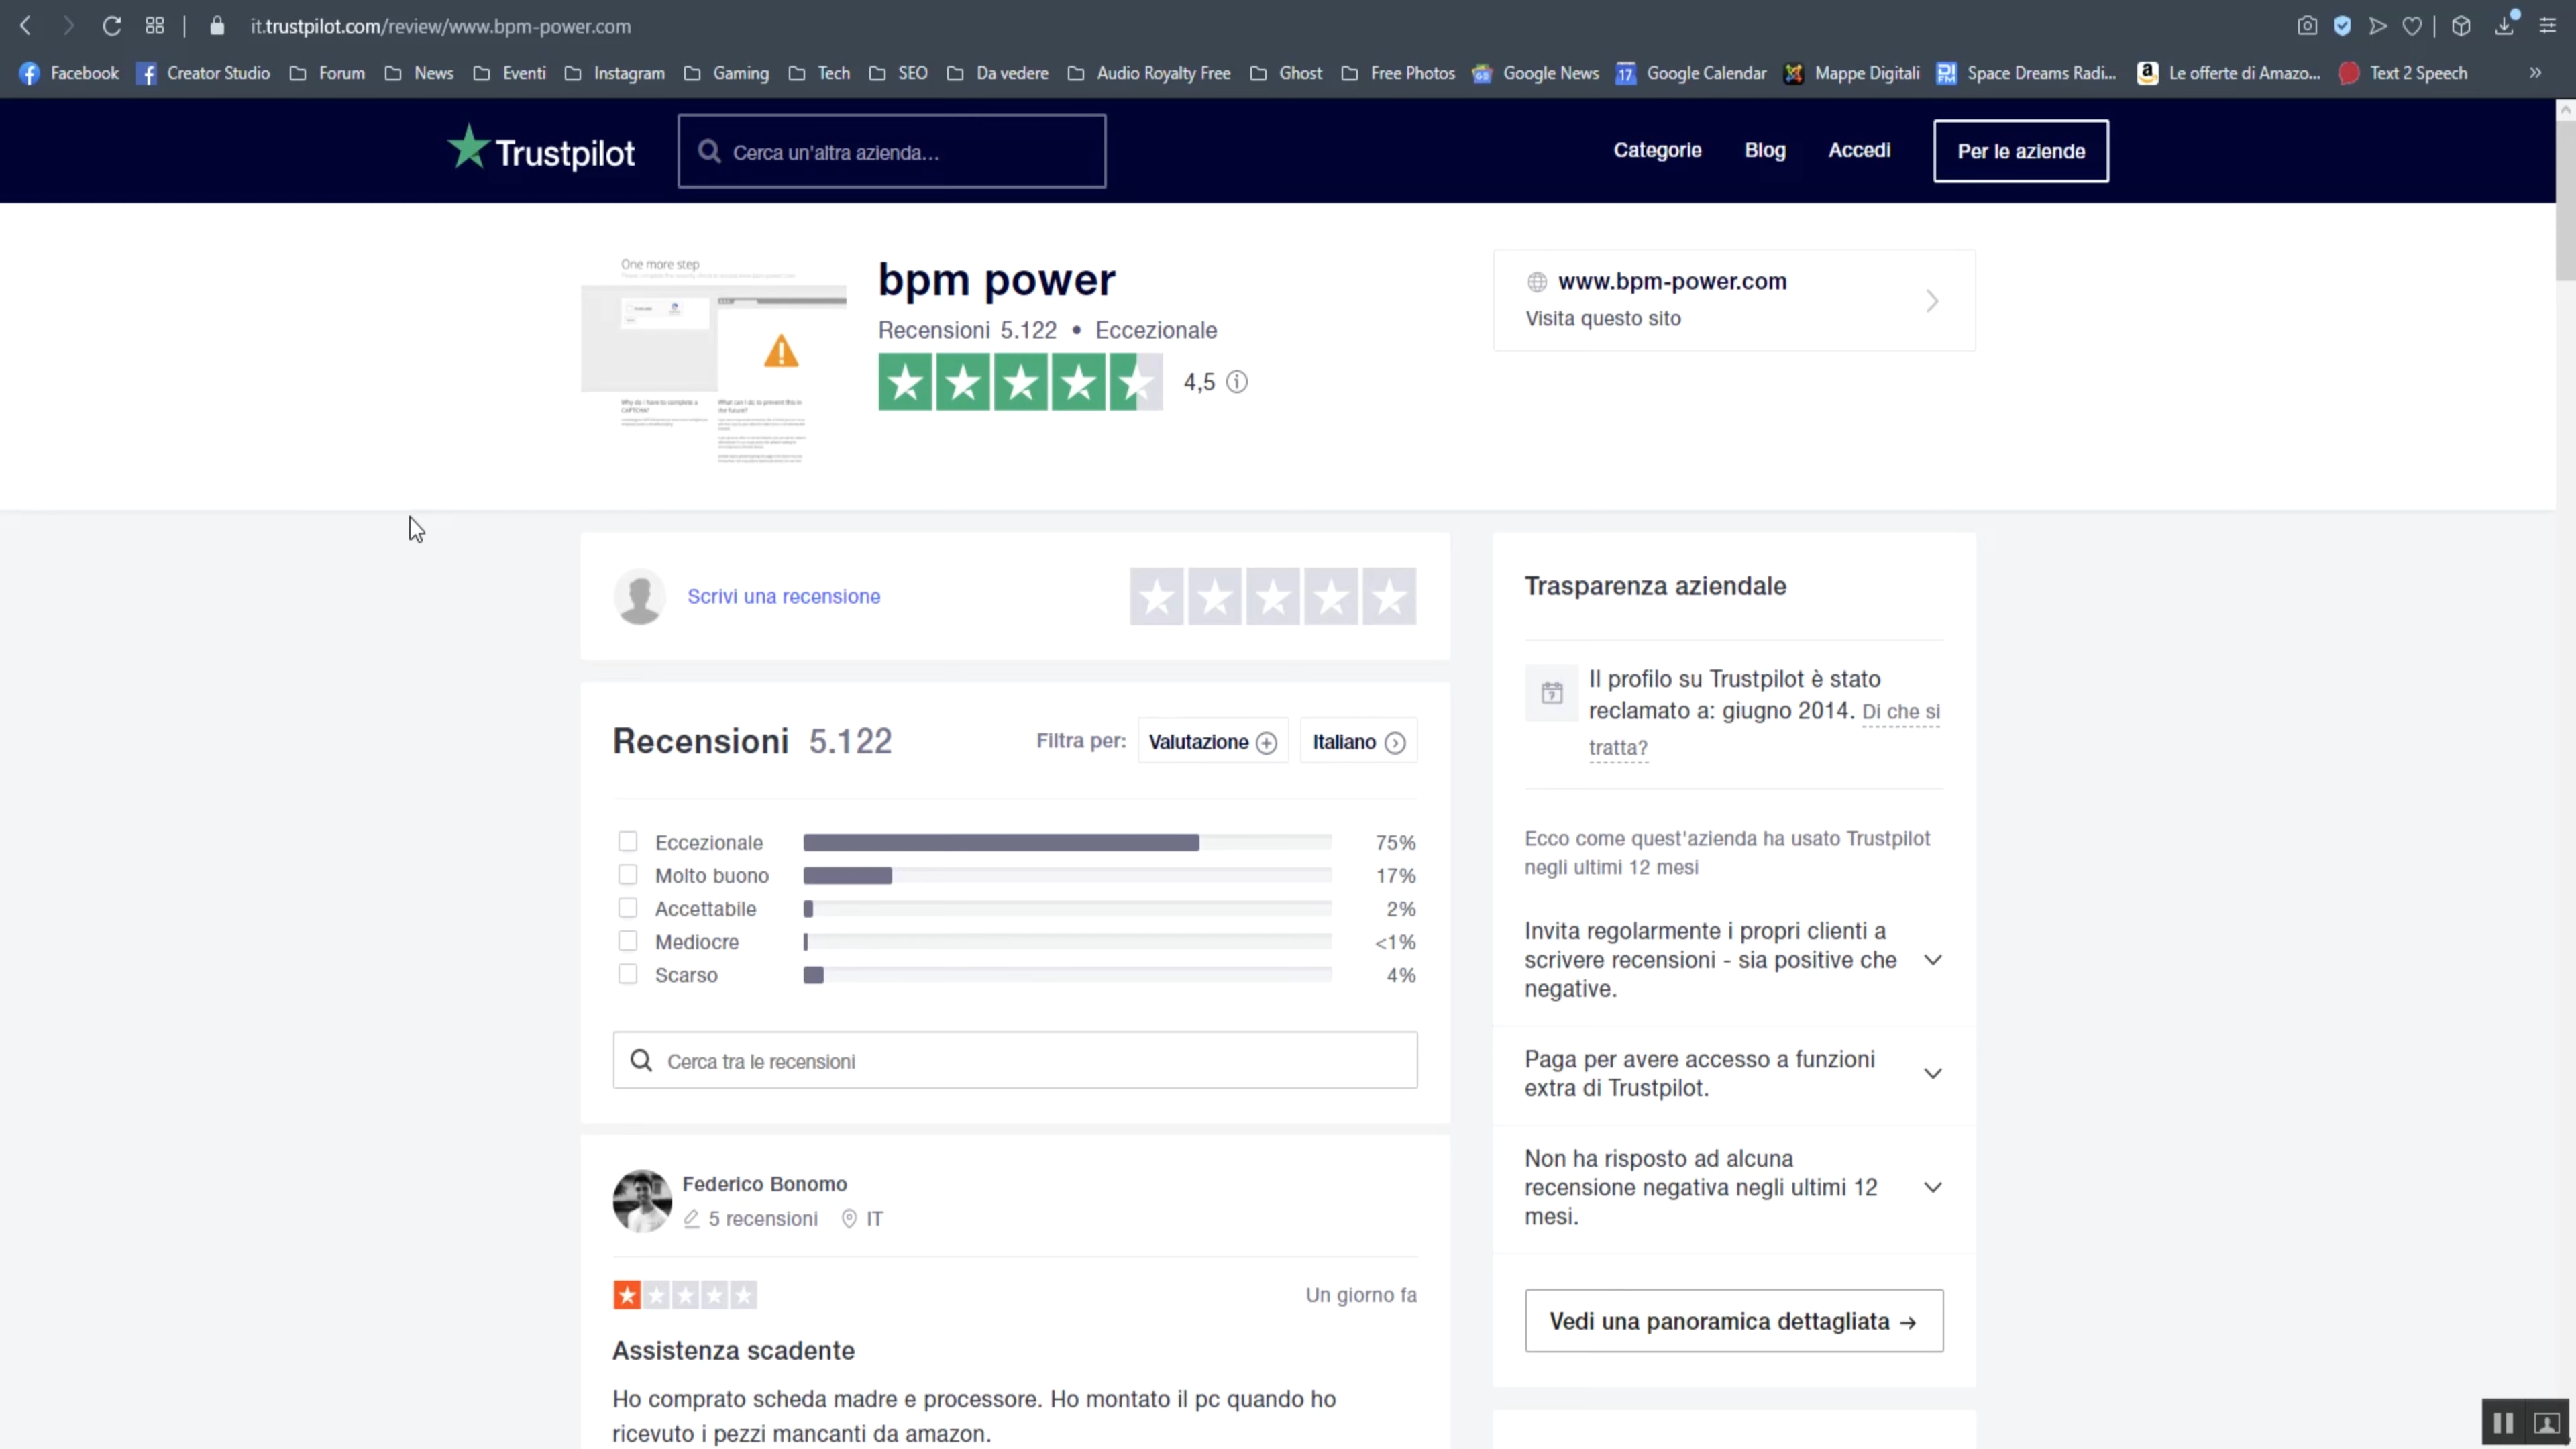 it.trustpilot.com/review/www.bpm-power.com
Facebook Creator Studio Forum News Eventi Instagram Gaming Tech SEO Da vedere Audio Royalty Free Ghost Free Photos Google News Google Calendar Mappe Digitali Space Dreams Radi... Le offerte di Amazo... Text 2 Speech
Trustpilot
Cerca un'altra azienda...
Categorie Blog Accedi Per le aziende
One more step
bpm power
Recensioni 5.122 • Eccezionale
4,5
www.bpm-power.com
Visita questo sito
Scrivi una recensione
Recensioni 5.122
Filtra per: Valutazione Italiano
Eccezionale 75%
Molto buono 17%
Accettabile 2%
Mediocre <1%
Scarso 4%
Cerca tra le recensioni
Federico Bonomo
5 recensioni IT
Un giorno fa
Assistenza scadente
Ho comprato scheda madre e processore. Ho montato il pc quando ho
ricevuto i pezzi mancanti da amazon.
Trasparenza aziendale
Il profilo su Trustpilot è stato
reclamato a: giugno 2014. Di che si
tratta?
Ecco come quest'azienda ha usato Trustpilot
negli ultimi 12 mesi
Invita regolarmente i propri clienti a
scrivere recensioni - sia positive che
negative.
Paga per avere accesso a funzioni
extra di Trustpilot.
Non ha risposto ad alcuna
recensione negativa negli ultimi 12
mesi.
Vedi una panoramica dettagliata →